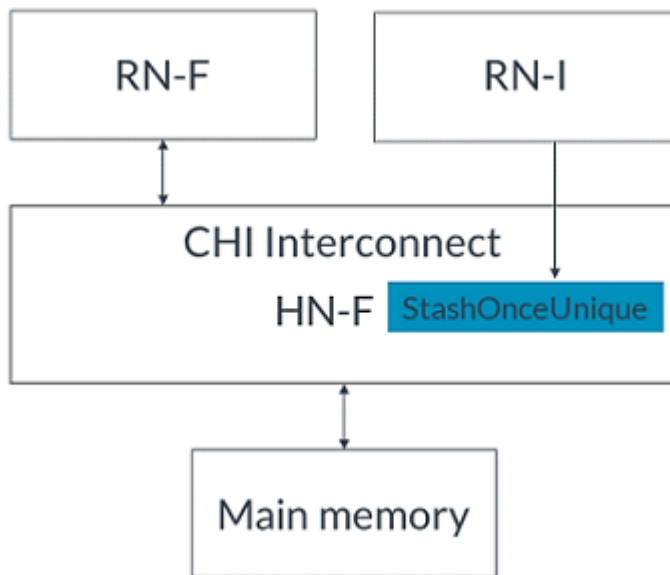 RN-F
RN-I
CHI Interconnect
HN-F StashOnceUnique
Main memory